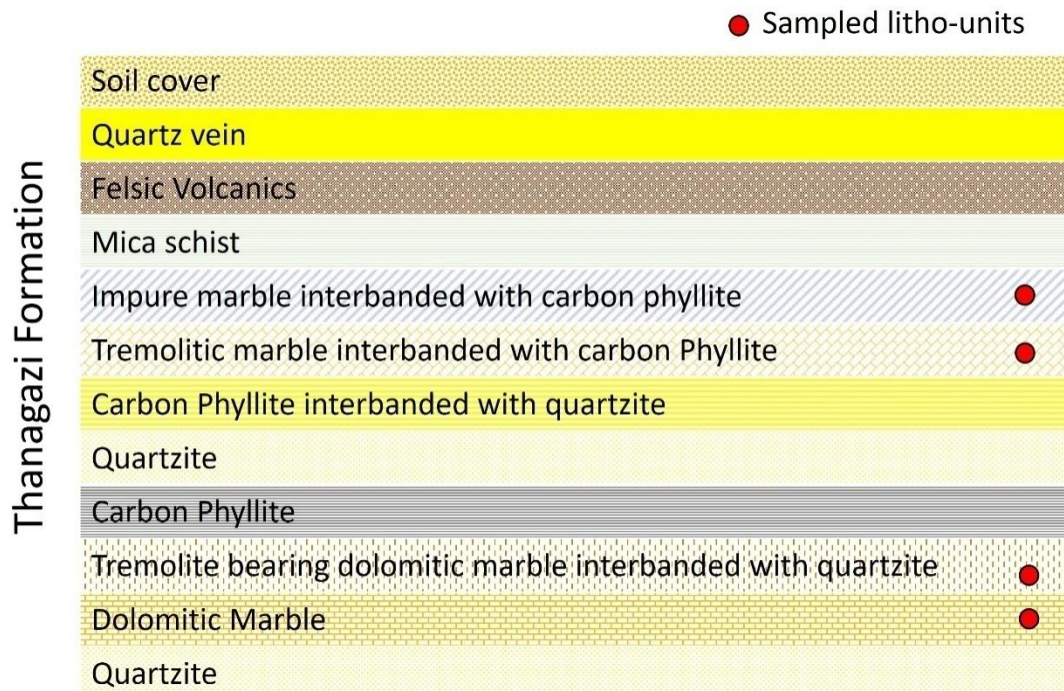 Sampled litho-units
Soil cover
Quartz vein
Felsic Volcanics
Mica schist
Impure marble interbanded with carbon phyllite
Tremolitic marble interbanded with carbon Phyllite
Carbon Phyllite interbanded with quartzite
Quartzite
Carbon Phyllite
Tremolite bearing dolomitic marble interbanded with quartzite
Dolomitic Marble
Quartzite
Thanagazi Formation